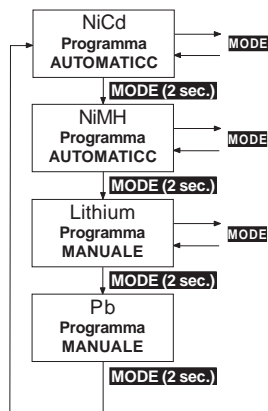 NiCd
Programma
AUTOMATICC
MODE
MODE (2 sec.)
NiMH
Programma
AUTOMATICC
MODE
MODE (2 sec.)
Lithium
Programma
MANUALE
MODE
MODE (2 sec.)
Pb
Programma
MANUALE
MODE (2 sec.)